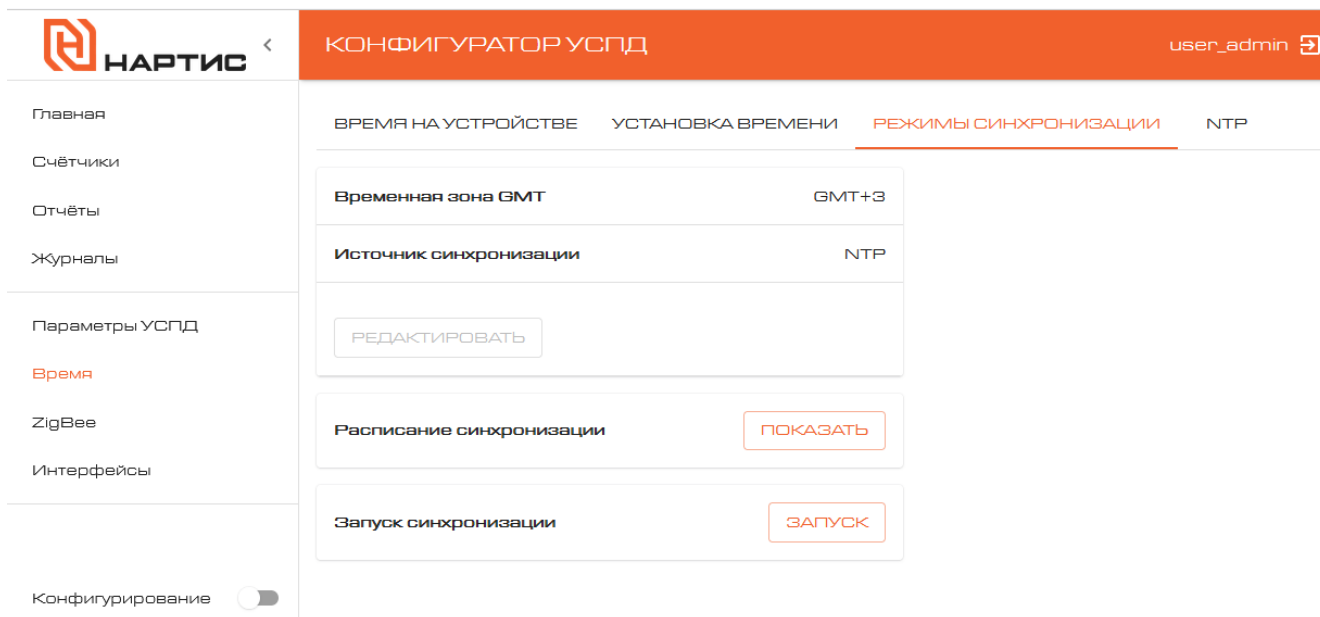 НАРТИС
КОНФИГУРАТОР УСПД
user_admin
Главная
Счётчики
Отчёты
Журналы
Параметры УСПД
Время
ZigBee
Интерфейсы
Конфигурирование
ВРЕМЯ НА УСТРОЙСТВЕ УСТАНОВКА ВРЕМЕНИ РЕЖИМЫ СИНХРОНИЗАЦИИ NTP
Временная зона GMT GMT+3
Источник синхронизации NTP
РЕДАКТИРОВАТЬ
Расписание синхронизации ПОКАЗАТЬ
Запуск синхронизации ЗАПУСК